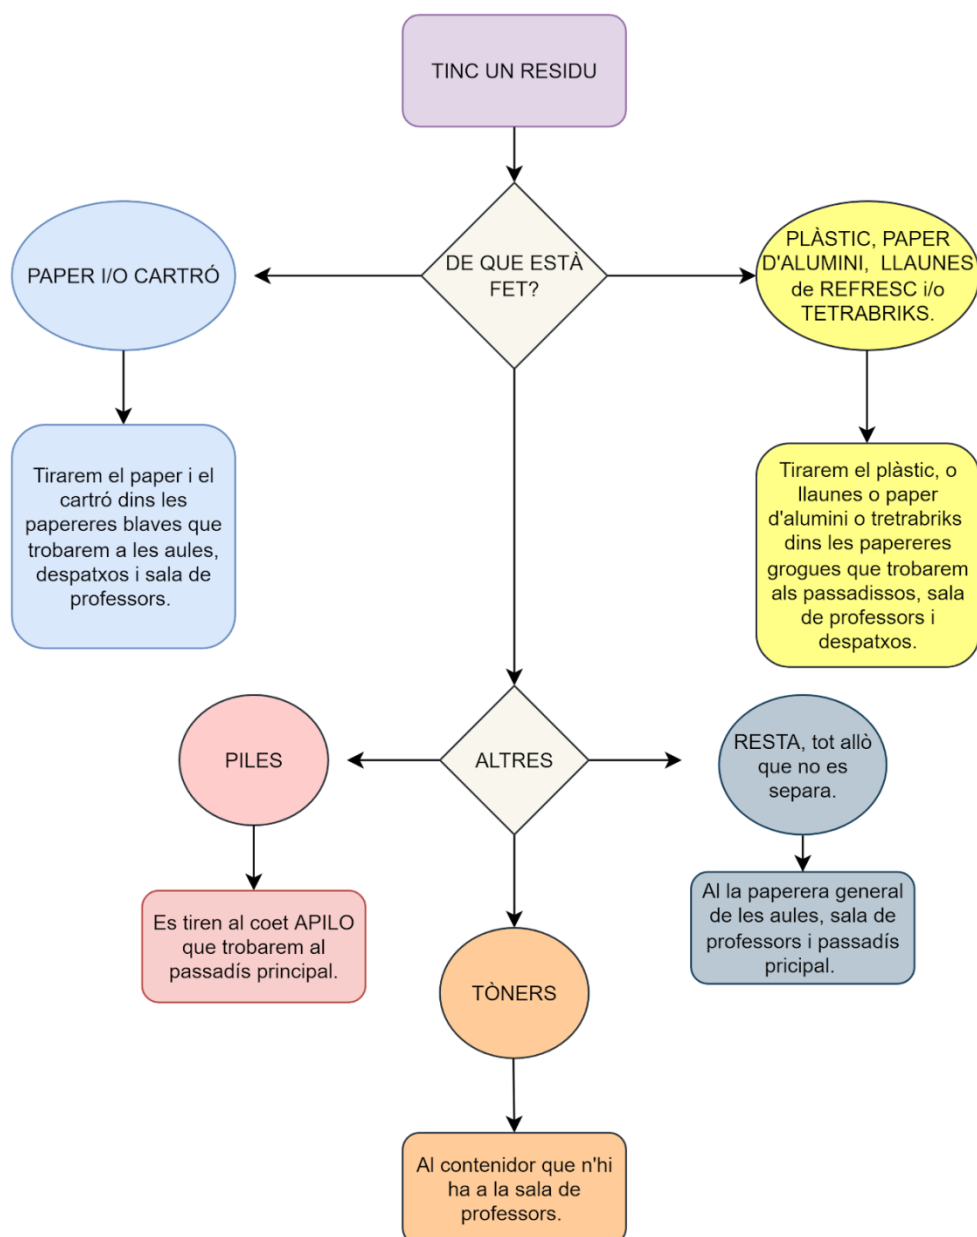 TINC UN RESIDU
DE QUE ESTÀ
FET?
PAPER I/O CARTRÓ
PLÀSTIC, PAPER
D'ALUMINI, LLAUNES
de REFRESC i/o
TETRABRIKS.
Tirarem el paper i el
cartró dins les
papereres blaves que
trobarem a les aules,
despatxos i sala de
professors.
Tirarem el plàstic, o
llaunes o paper
d'alumini o tretrabriks
dins les papereres
grogues que trobarem
als passadissos, sala
de professors i
despatxos.
ALTRES
PILES
RESTA, tot allò
que no es
separa.
Es tiren al coet APILO
que trobarem al
passadís principal.
Al la paperera general
de les aules, sala de
professors i passadís
pricipal.
TÒNERS
Al contenidor que n'hi
ha a la sala de
professors.